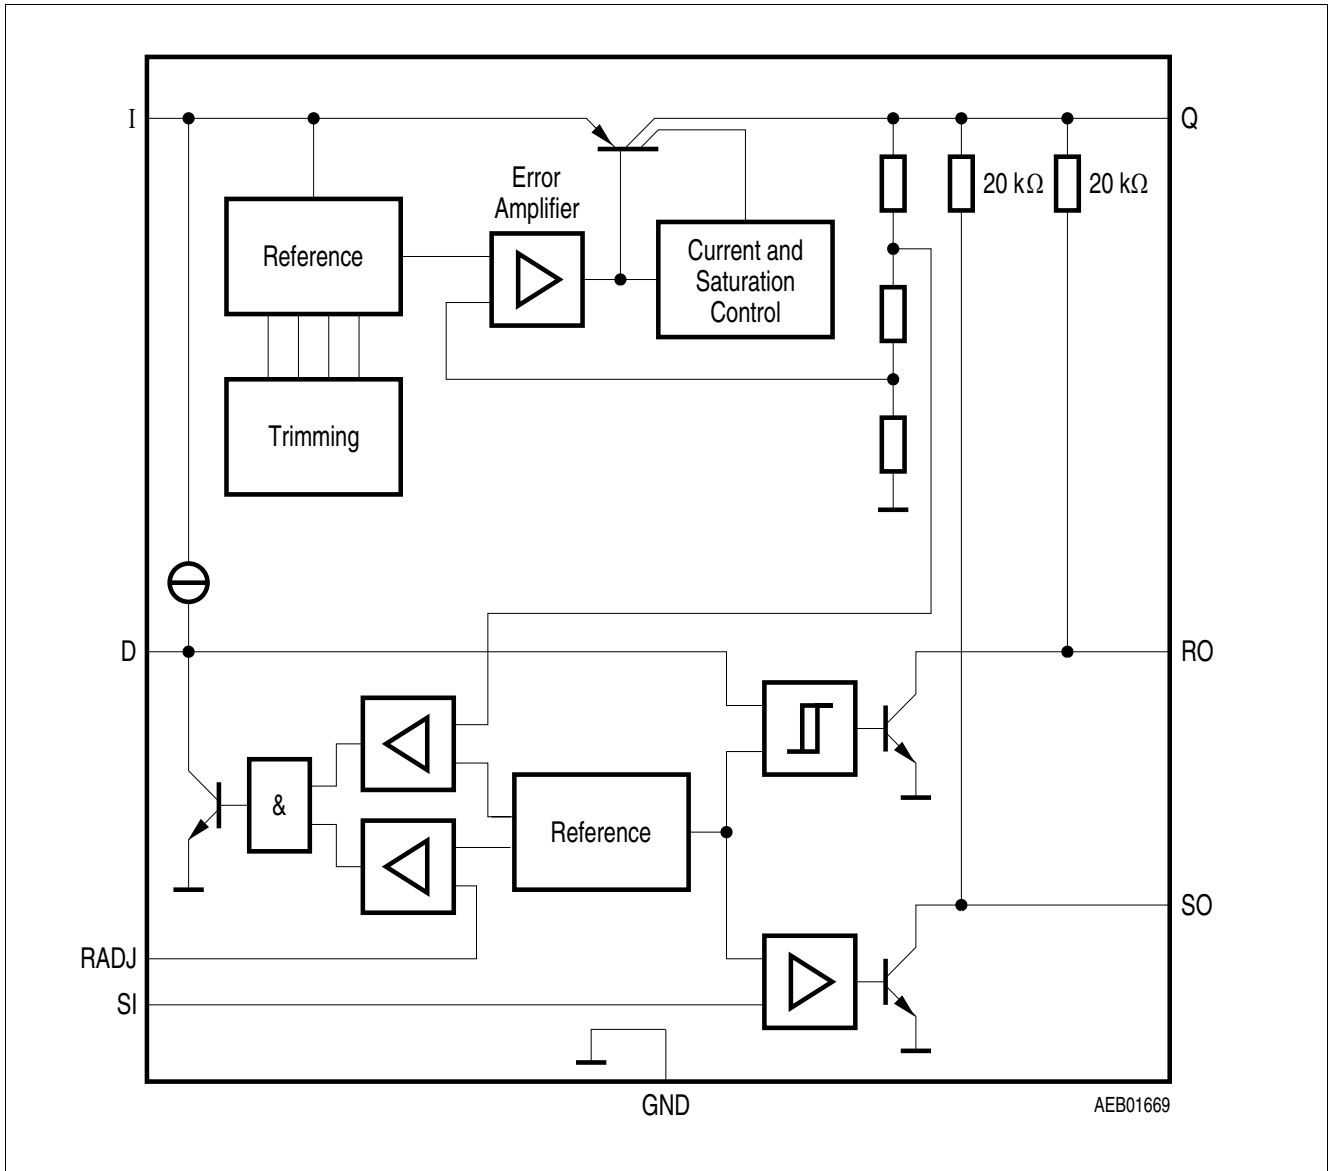 I
Q
Error
Amplifier
20 kΩ
20 kΩ
Reference
Current and
Saturation
Control
Trimming
D
RO
&
Reference
SO
RADJ
SI
GND
AEB01669